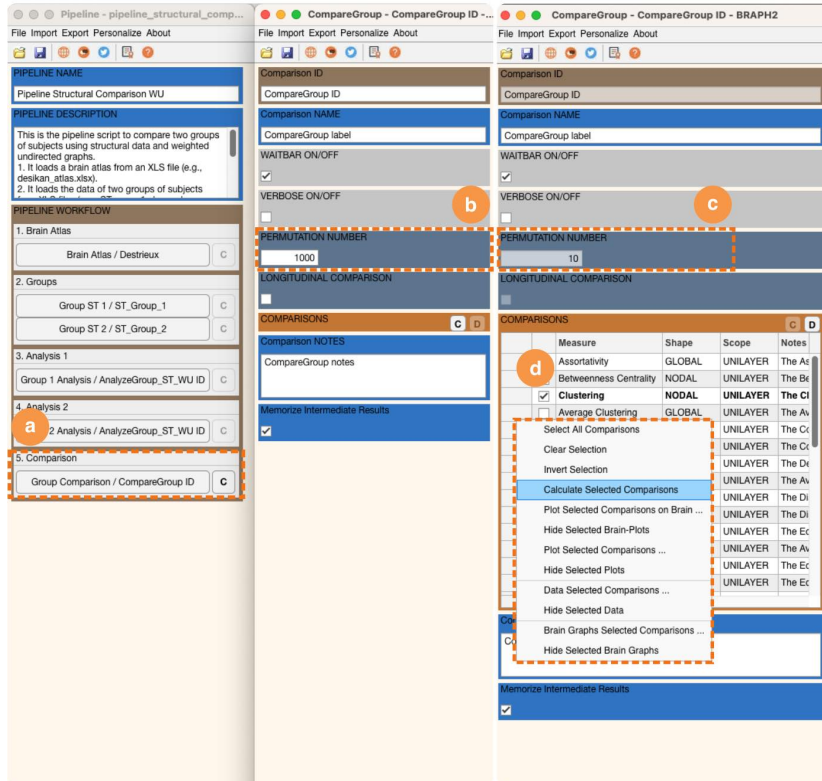 Pipeline - pipeline_structural_comp...
File Import Export Personalize About
PIPELINE NAME
Pipeline Structural Comparison WU
PIPELINE DESCRIPTION
This is the pipeline script to compare two groups
of subjects using structural data and weighted
undirected graphs.
1. It loads a brain atlas from an XLS file (e.g.,
desikan_atlas.xlsx).
2. It loads the data of two groups of subjects
PIPELINE WORKFLOW
1. Brain Atlas
Brain Atlas / Destrieux C
2. Groups
Group ST 1 / ST_Group_1 C
Group ST 2 / ST_Group_2 C
3. Analysis 1
Group 1 Analysis / AnalyzeGroup_ST_WU ID C
4. Analysis 2
a
2 Analysis / AnalyzeGroup_ST_WU ID C
5. Comparison
Group Comparison / CompareGroup ID C
CompareGroup - CompareGroup ID -...
File Import Export Personalize About
Comparison ID
CompareGroup ID
Comparison NAME
CompareGroup label
WAITBAR ON/OFF
VERBOSE ON/OFF
b
PERMUTATION NUMBER
1000
LONGITUDINAL COMPARISON
COMPARISONS C D
Comparison NOTES
CompareGroup notes
Memorize Intermediate Results
CompareGroup - CompareGroup ID - BRAPH2
File Import Export Personalize About
Comparison ID
CompareGroup ID
Comparison NAME
CompareGroup label
WAITBAR ON/OFF
VERBOSE ON/OFF
c
PERMUTATION NUMBER
10
LONGITUDINAL COMPARISON
COMPARISONS C D
Measure Shape Scope Notes
d
Assortativity GLOBAL UNILAYER The As
Betweenness Centrality NODAL UNILAYER The Be
Clustering NODAL UNILAYER The Cl
Average Clustering GLOBAL UNILAYER The Av
UNILAYER The Co
UNILAYER The Co
UNILAYER The De
UNILAYER The Av
UNILAYER The Di
UNILAYER The Di
UNILAYER The Ec
UNILAYER The Av
UNILAYER The Ec
UNILAYER The Ec
Select All Comparisons
Clear Selection
Invert Selection
Calculate Selected Comparisons
Plot Selected Comparisons on Brain ...
Hide Selected Brain-Plots
Plot Selected Comparisons ...
Hide Selected Plots
Data Selected Comparisons ...
Hide Selected Data
Brain Graphs Selected Comparisons ...
Hide Selected Brain Graphs
Co
Co
Memorize Intermediate Results